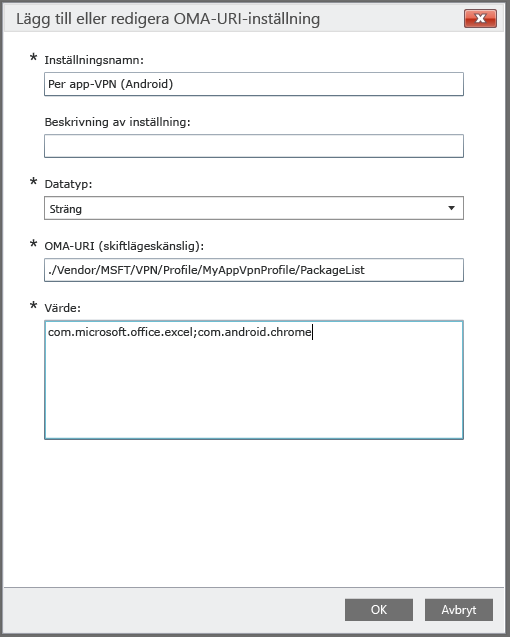 Lägg till eller redigera OMA-URI-inställning
* Inställningsnamn:
Per app-VPN (Android)
Beskrivning av inställning:
* Datatyp:
Sträng
* OMA-URI (skiftlägeskänslig):
./Vendor/MSFT/VPN/Profile/MyAppVpnProfile/PackageList
* Värde:
com.microsoft.office.excel;com.android.chrome
OK Avbryt